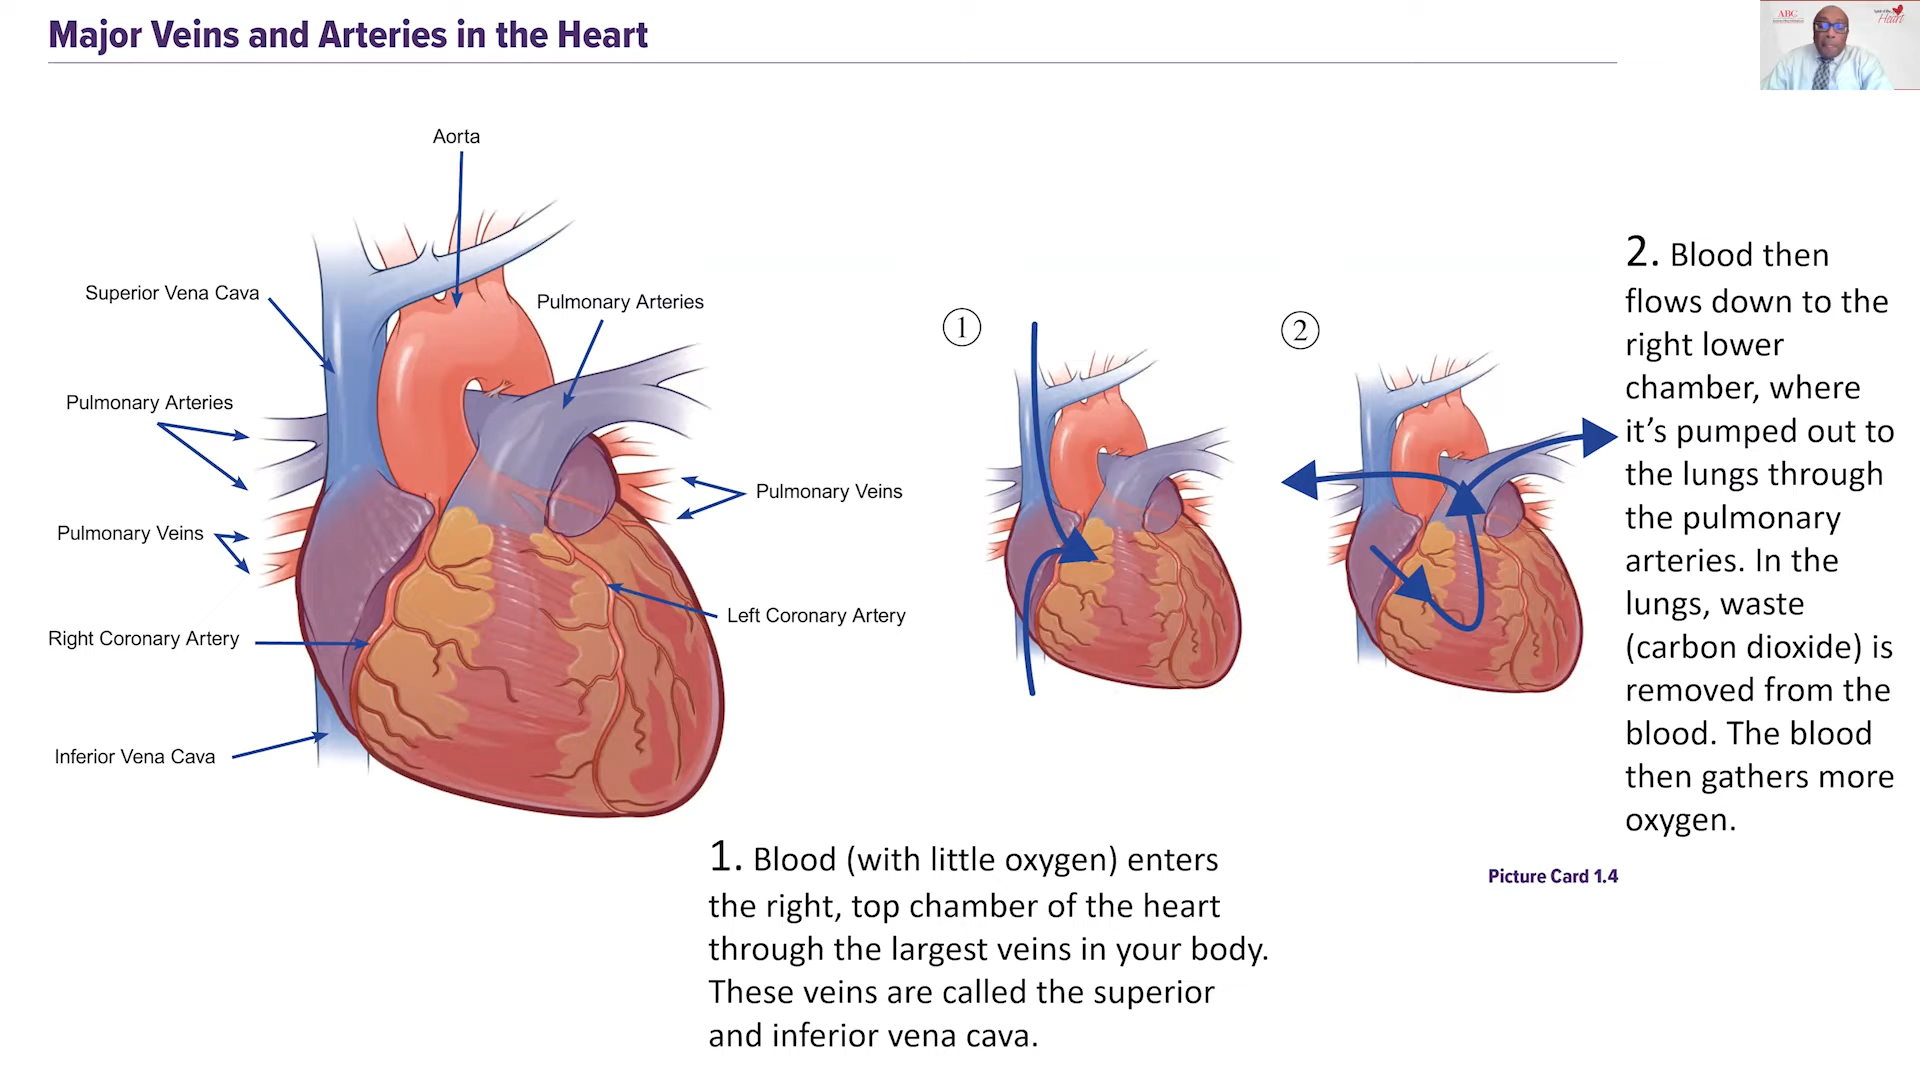 Major Veins and Arteries in the Heart
ABC
Heart
Aorta
Superior Vena Cava
Pulmonary Arteries
Pulmonary Arteries
Pulmonary Veins
Pulmonary Veins
Right Coronary Artery
Left Coronary Artery
Inferior Vena Cava
1
2
2. Blood then
flows down to the
right lower
chamber, where
it’s pumped out to
the lungs through
the pulmonary
arteries. In the
lungs, waste
(carbon dioxide) is
removed from the
blood. The blood
then gathers more
oxygen.
Picture Card 1.4
1. Blood (with little oxygen) enters
the right, top chamber of the heart
through the largest veins in your body.
These veins are called the superior
and inferior vena cava.